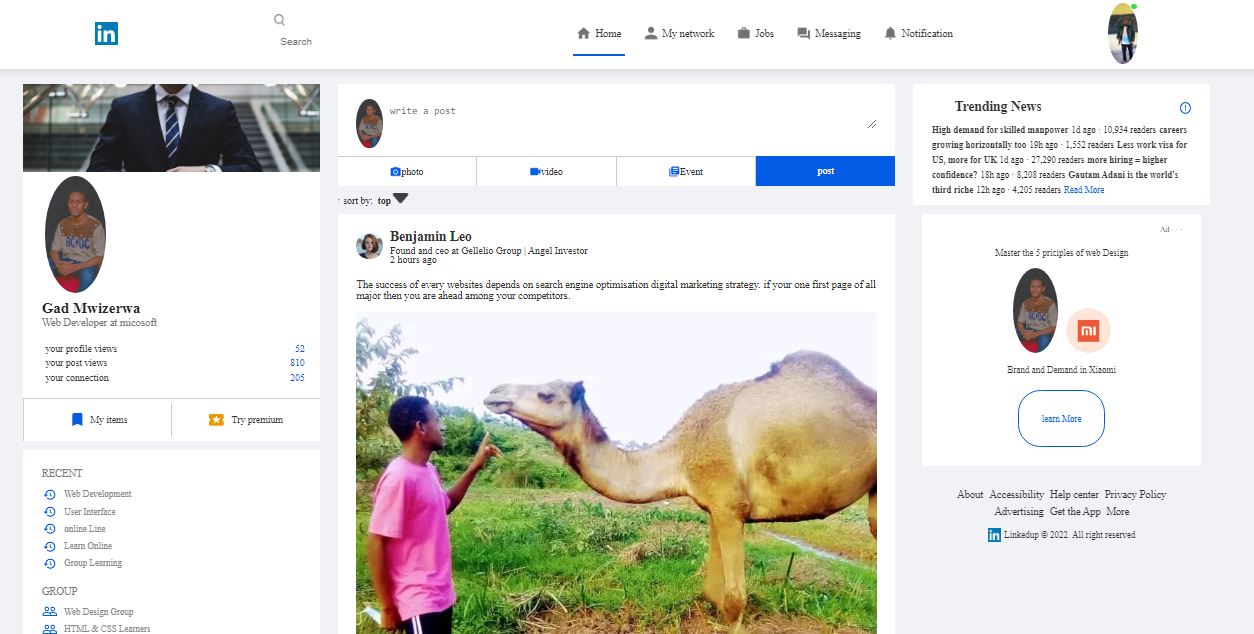 in
Search
Home
My network
Jobs
Messaging
Notification
Gad Mwizerwa
Web Developer at micosoft
your profile views 52
your post views 810
your connection 205
My items
Try premium
RECENT
Web Development
User Interface
online Line
Learn Online
Group Learning
GROUP
Web Design Group
HTML & CSS Learners
write a post
photo
video
Event
post
· sort by: top
Benjamin Leo
Found and ceo at Gellelio Group | Angel Investor
2 hours ago
The success of every websites depends on search engine optimisation digital marketing strategy. if your one first page of all
major then you are ahead among your competitors.
Trending News
High demand for skilled manpower 1d ago · 10,934 readers careers
growing horizontally too 19h ago · 1,552 readers Less work visa for
US, more for UK 1d ago · 27,290 readers more hiring = higher
confidence? 18h ago · 8,208 readers Gautam Adani is the world's
third riche 12h ago · 4,205 readers Read More
Ad · · ·
Master the 5 priciples of web Design
mi
Brand and Demand in Xiaomi
learn More
About Accessibility Help center Privacy Policy
Advertising Get the App More
in Linkedup © 2022. All right reserved